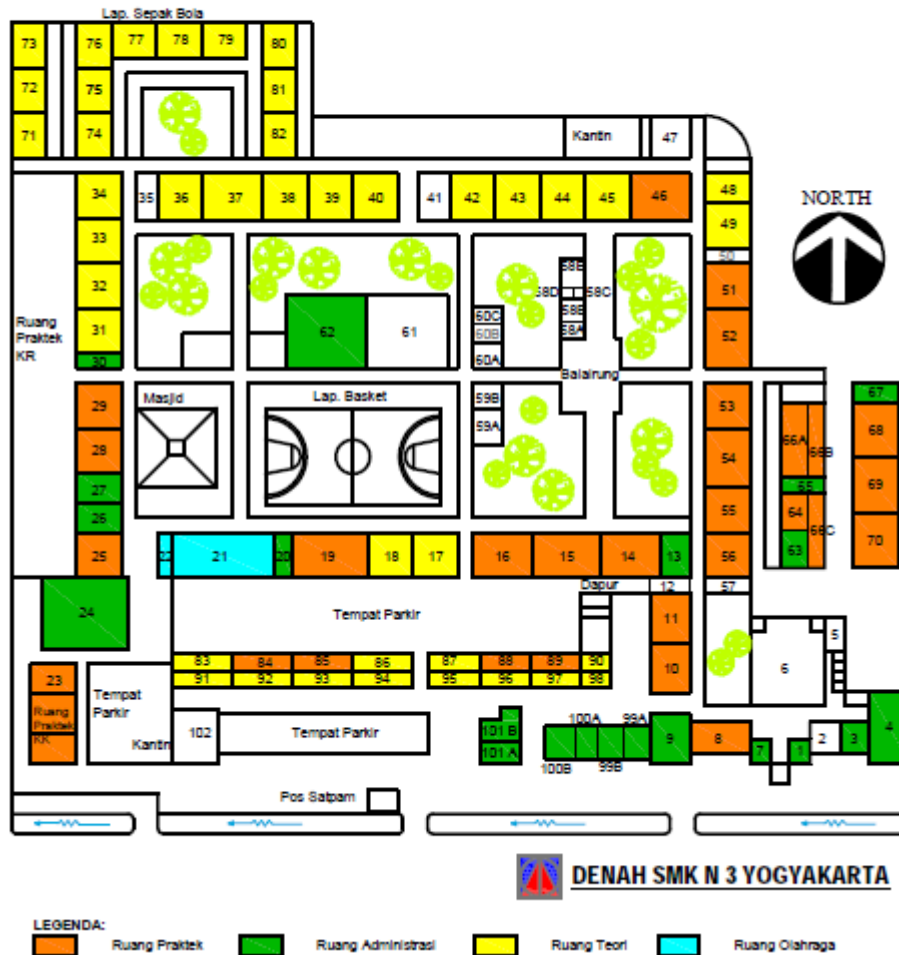 Lap. Sepak Bola
73 76 77 78 79 80
72 75 81
71 74 82
Kantin 47
34 35 36 37 38 39 40 41 42 43 44 45 46 48
NORTH
33 49
50
32 58E 51
58D 58C
Ruang Praktek KR
31 62 61 60C 58B 52
60B 58A
30 60A
Balairung
Masjid Lap. Basket 59B 53 67
29 59A 66A 66B 68
28 54
27 65 69
26 55 64 66C
25 22 21 20 19 18 17 16 15 14 13 56 63 70
Dapur 12 57
24 Tempat Parkir 11 5
6
83 84 85 86 87 88 89 90 10
23 91 92 93 94 95 96 97 98
Ruang Praktek KK
Tempat Parkir
Kantin 102 Tempat Parkir 101 B 100A 99A 9 8 7 1 2 3 4
101 A 100B 99B
Pos Satpam
DENAH SMK N 3 YOGYAKARTA
LEGENDA:
Ruang Praktek Ruang Administrasi Ruang Teori Ruang Olahraga